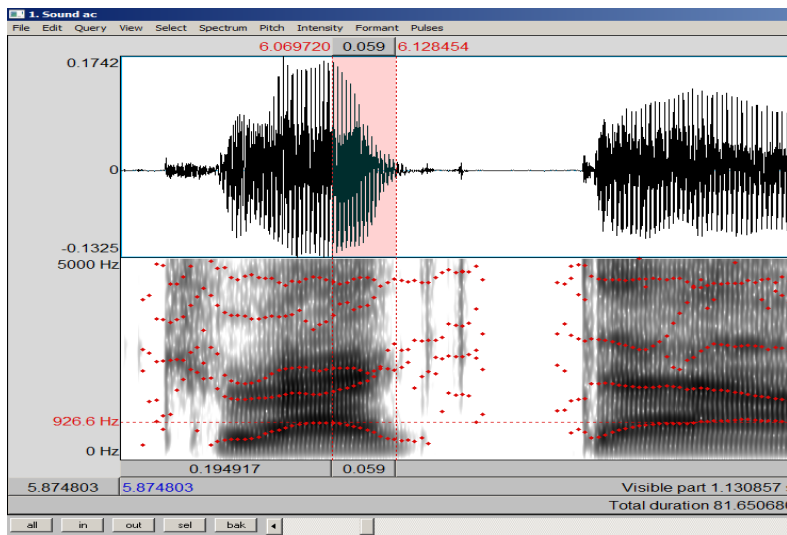 1. Sound ac
File Edit Query View Select Spectrum Pitch Intensity Formant Pulses
6.069720 0.059 6.128454
0.1742
0
-0.1325
5000 Hz
926.6 Hz
0 Hz
0.194917 0.059
5.874803 5.874803 Visible part 1.130857
Total duration 81.650680
all in out sel bak